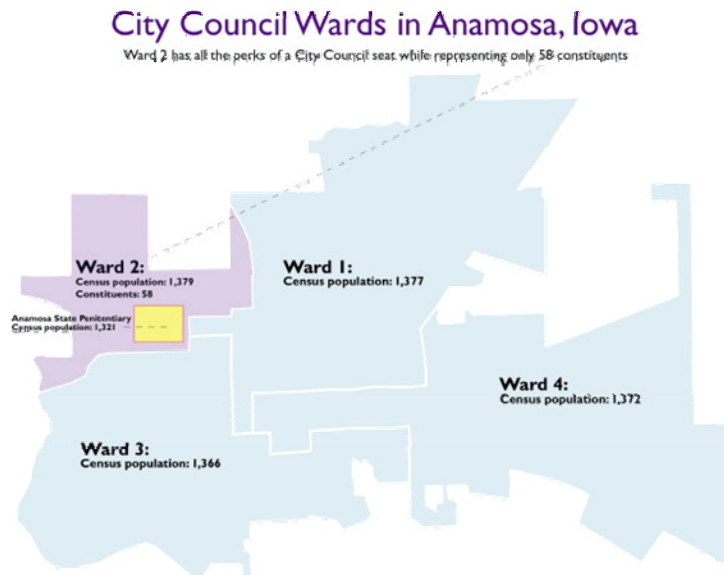 City Council Wards in Anamosa, Iowa
Ward 2 has all the perks of a City Council seat while representing only 58 constituents
Ward 2:
Census population: 1,379
Constituents: 58
Ward 1:
Census population: 1,377
Anamosa State Penitentiary
Census population: 1,321
Ward 4:
Census population: 1,372
Ward 3:
Census population: 1,366